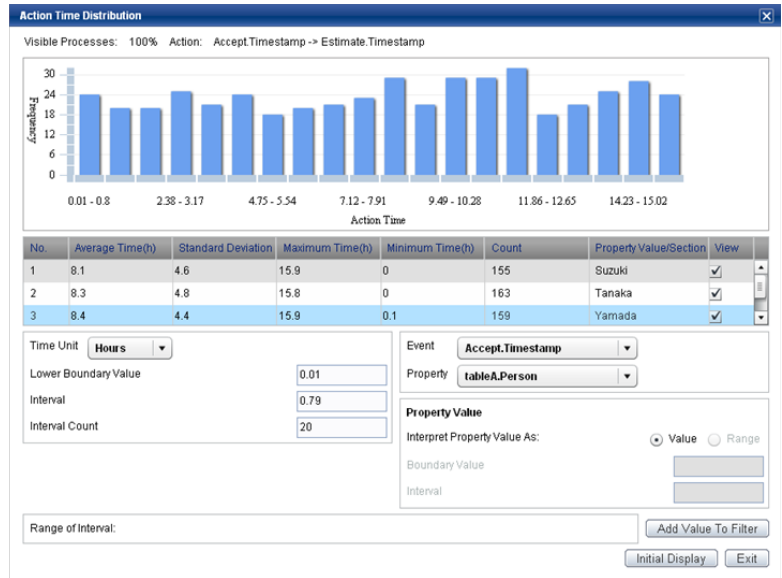 Action Time Distribution
Visible Processes: 100% Action: Accept.Timestamp -> Estimate.Timestamp
30
24
18
12
6
0
Frequency
0.01 - 0.8 2.38 - 3.17 4.75 - 5.54 7.12 - 7.91 9.49 - 10.28 11.86 - 12.65 14.23 - 15.02
Action Time
No. Average Time(h) Standard Deviation Maximum Time(h) Minimum Time(h) Count Property Value/Section View
1 8.1 4.6 15.9 0 155 Suzuki
2 8.3 4.8 15.8 0 163 Tanaka
3 8.4 4.4 15.9 0.1 159 Yamada
Time Unit Hours
Lower Boundary Value 0.01
Interval 0.79
Interval Count 20
Event Accept.Timestamp
Property tableA.Person
Property Value
Interpret Property Value As: Value Range
Boundary Value
Interval
Range of Interval:
Add Value To Filter
Initial Display Exit